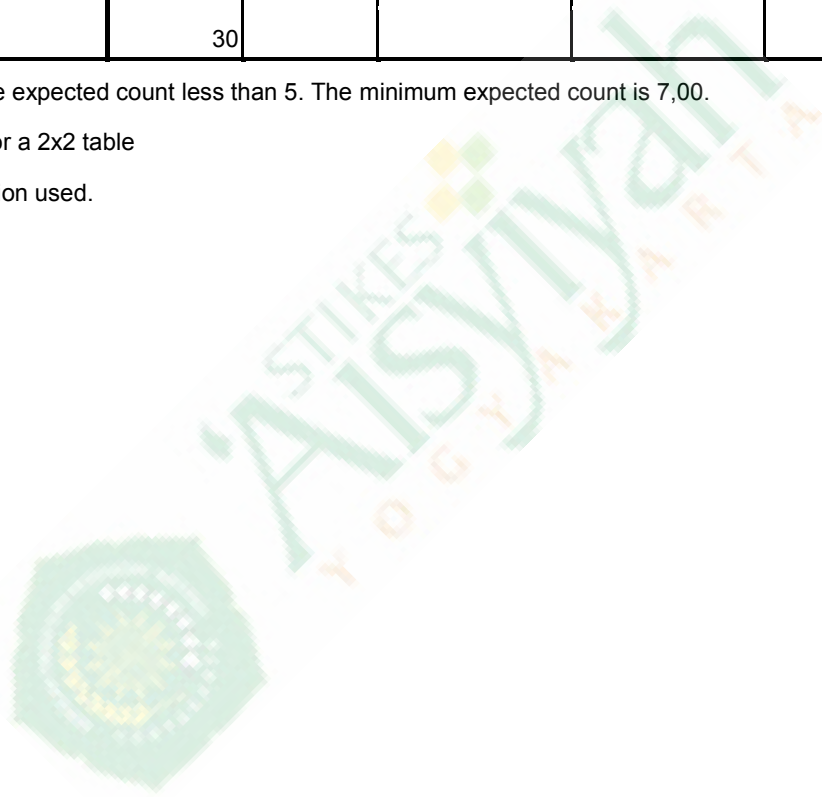 30
e expected count less than 5. The minimum expected count is 7,00.
or a 2x2 table
on used.
STIKES
'AISYIYAH
YOGYAKARTA